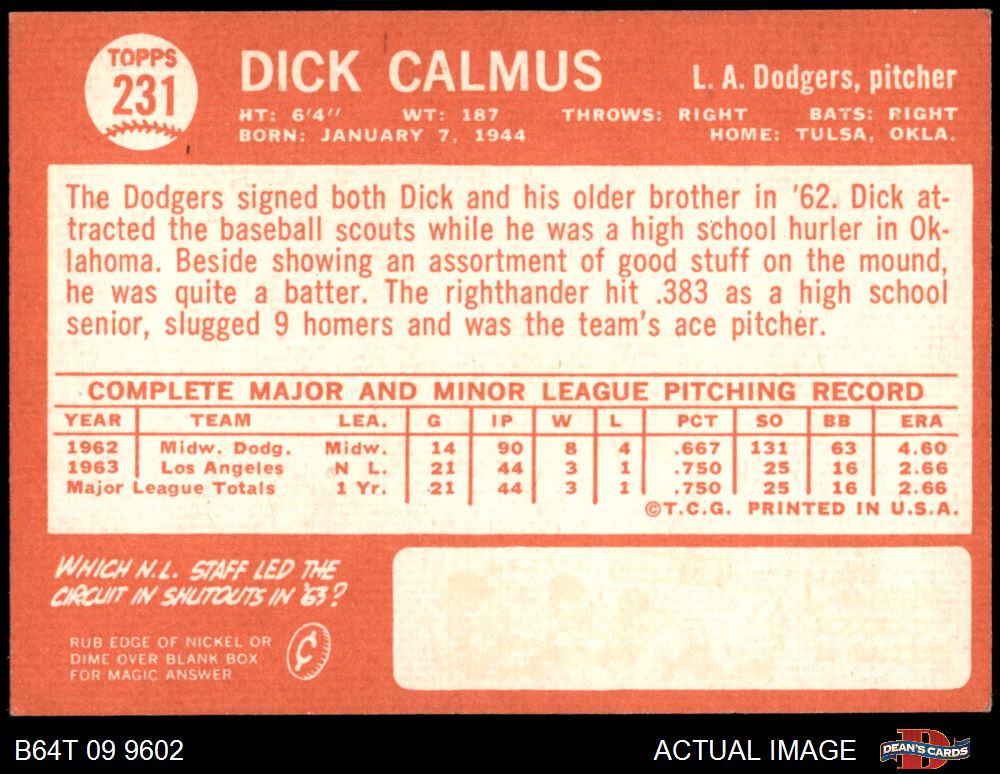 TOPPS
231
DICK CALMUS
L. A. Dodgers, pitcher
HT: 6'4" WT: 187 THROWS: RIGHT BATS: RIGHT
BORN: JANUARY 7, 1944 HOME: TULSA, OKLA.
The Dodgers signed both Dick and his older brother in '62. Dick at-
tracted the baseball scouts while he was a high school hurler in Ok-
lahoma. Beside showing an assortment of good stuff on the mound,
he was quite a batter. The righthander hit .383 as a high school
senior, slugged 9 homers and was the team's ace pitcher.
COMPLETE MAJOR AND MINOR LEAGUE PITCHING RECORD
YEAR TEAM LEA. G IP W L PCT SO BB ERA
1962 Midw. Dodg. Midw. 14 90 8 4 .667 131 63 4.60
1963 Los Angeles N L. 21 44 3 1 .750 25 16 2.66
Major League Totals 1 Yr. 21 44 3 1 .750 25 16 2.66
©T.C.G. PRINTED IN U.S.A.
WHICH N.L. STAFF LED THE
CIRCUIT IN SHUTOUTS IN '63?
RUB EDGE OF NICKEL OR
DIME OVER BLANK BOX
FOR MAGIC ANSWER
¢
B64T 09 9602
ACTUAL IMAGE
DEAN'S CARDS